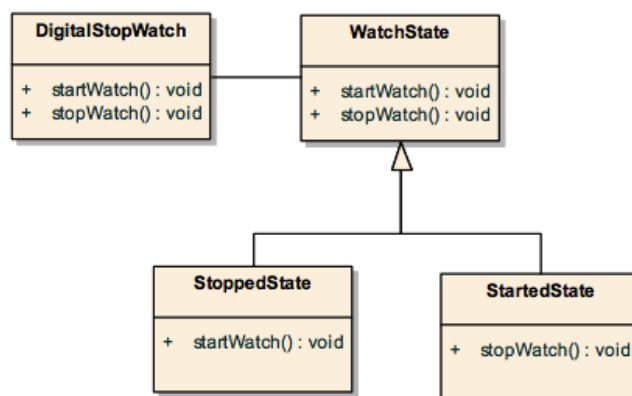 DigitalStopWatch
+ startWatch() : void
+ stopWatch() : void
WatchState
+ startWatch() : void
+ stopWatch() : void
StoppedState
+ startWatch() : void
StartedState
+ stopWatch() : void